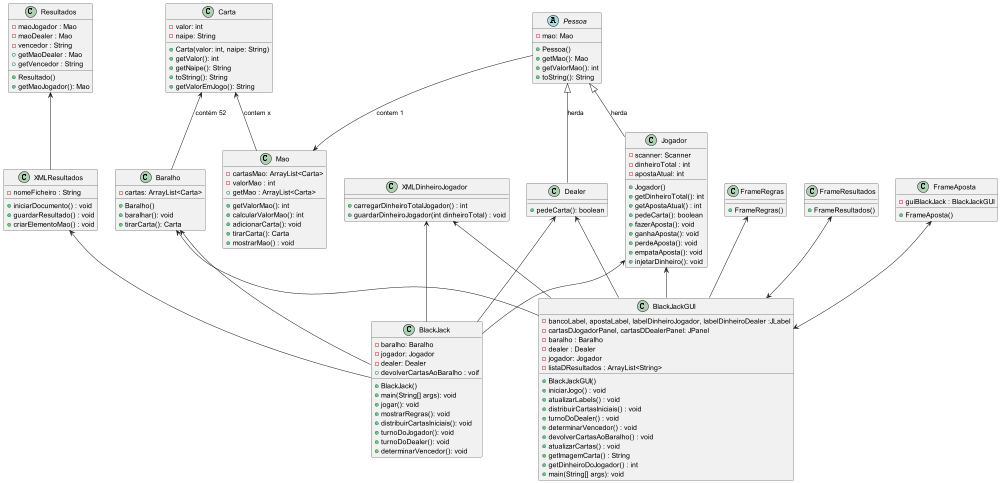 C Resultados
maoJogador : Mao
maoDealer : Mao
vencedor : String
getMaoDealer : Mao
getVencedor : String
Resultado()
getMaoJogador(): Mao
C Carta
valor: int
naipe: String
Carta(valor: int, naipe: String)
getValor(): int
getNeipe(): String
toString(): String
getValorEmJogo(): String
A Pessoa
mao: Mao
Pessoa()
getMao(): Mao
getValorMao(): int
toString(): String
contém 52
contem x
contem 1
herda
herda
C Jogador
scanner: Scanner
dinheiroTotal : int
apostaAtual: int
Jogador()
getDinheiroTotal(): int
getApostaAtual() : int
pedeCarta(): boolean
fazerAposta(): void
ganhaAposta(): void
perdeAposta(): void
empataAposta(): void
injetarDinheiro(): void
C XMLResultados
nomeFicheiro : String
iniciarDocumento() : void
guardarResultado() : void
criarElementoMao() : void
C Baralho
cartas: ArrayList<Carta>
Baralho()
baralhar(): void
tirarCarta(): Carta
C Mao
cartasMao: ArrayList<Carta>
valorMao : int
getMao : ArrayList<Carta>
getValorMao(): int
calcularValorMao(): int
adicionarCarta(): void
tirarCarta(): Carta
mostrarMao() : void
C XMLDinheiroJogador
carregarDinheiroTotalJogador() : int
guardarDinheiroJogador(int dinheiroTotal) : void
C Dealer
pedeCarta(): boolean
C FrameRegras
FrameRegras()
C FrameResultados
FrameResultados()
C FrameAposta
guiBlackJack : BlackJackGUI
FrameAposta()
C BlackJack
baralho: Baralho
jogador: Jogador
dealer: Dealer
devolverCartasAoBaralho : voif
BlackJack()
main(String[] args): void
jogar(): void
mostrarRegras(): void
distribuirCartasIniciais(): void
turnoDoJogador(): void
turnoDoDealer(): void
determinarVencedor(): void
C BlackJackGUI
bancoLabel, apostaLabel, labelDinheiroJogador, labelDinheiroDealer :JLabel
cartasDJogadorPanel, cartasDDealerPanel: JPanel
baralho : Baralho
dealer : Dealer
jogador: Jogador
listaDResultados : ArrayList<String>
BlackJackGUI()
iniciarJogo() : void
atualizarLabels() : void
distribuirCartasIniciais() : void
turnoDoDealer() : void
determinarVencedor() : void
devolverCartasAoBaralho() : void
atualizarCartas() : void
getImagemCarta() : String
getDinheiroDoJogador() : int
main(String[] args): void